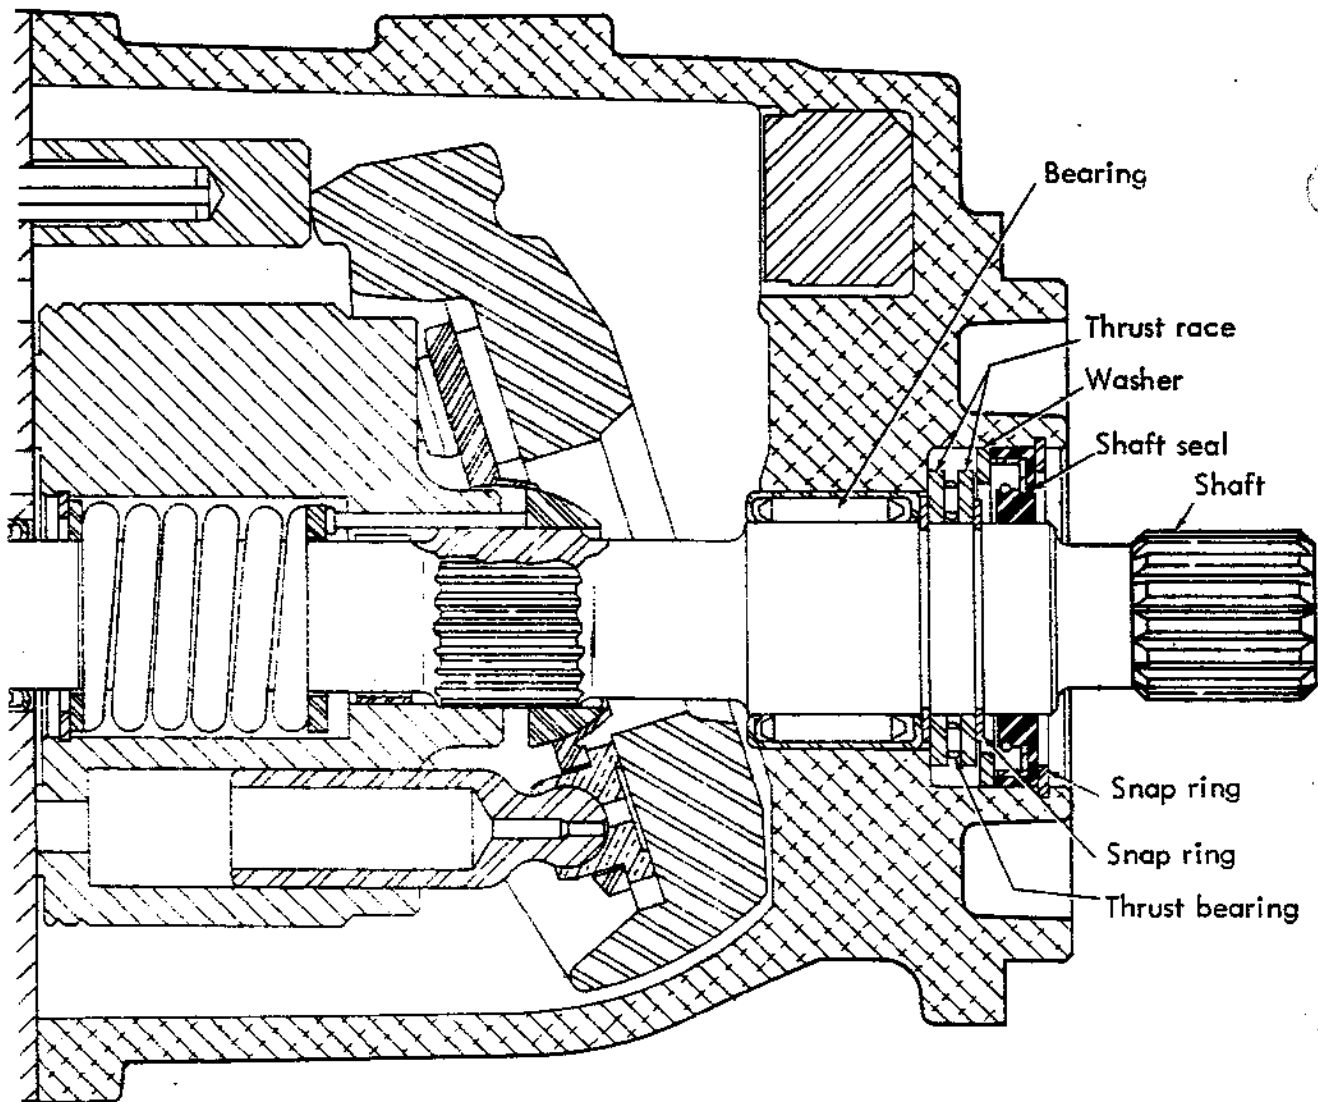 Bearing
Thrust race
Washer
Shaft seal
Shaft
Snap ring
Snap ring
Thrust bearing